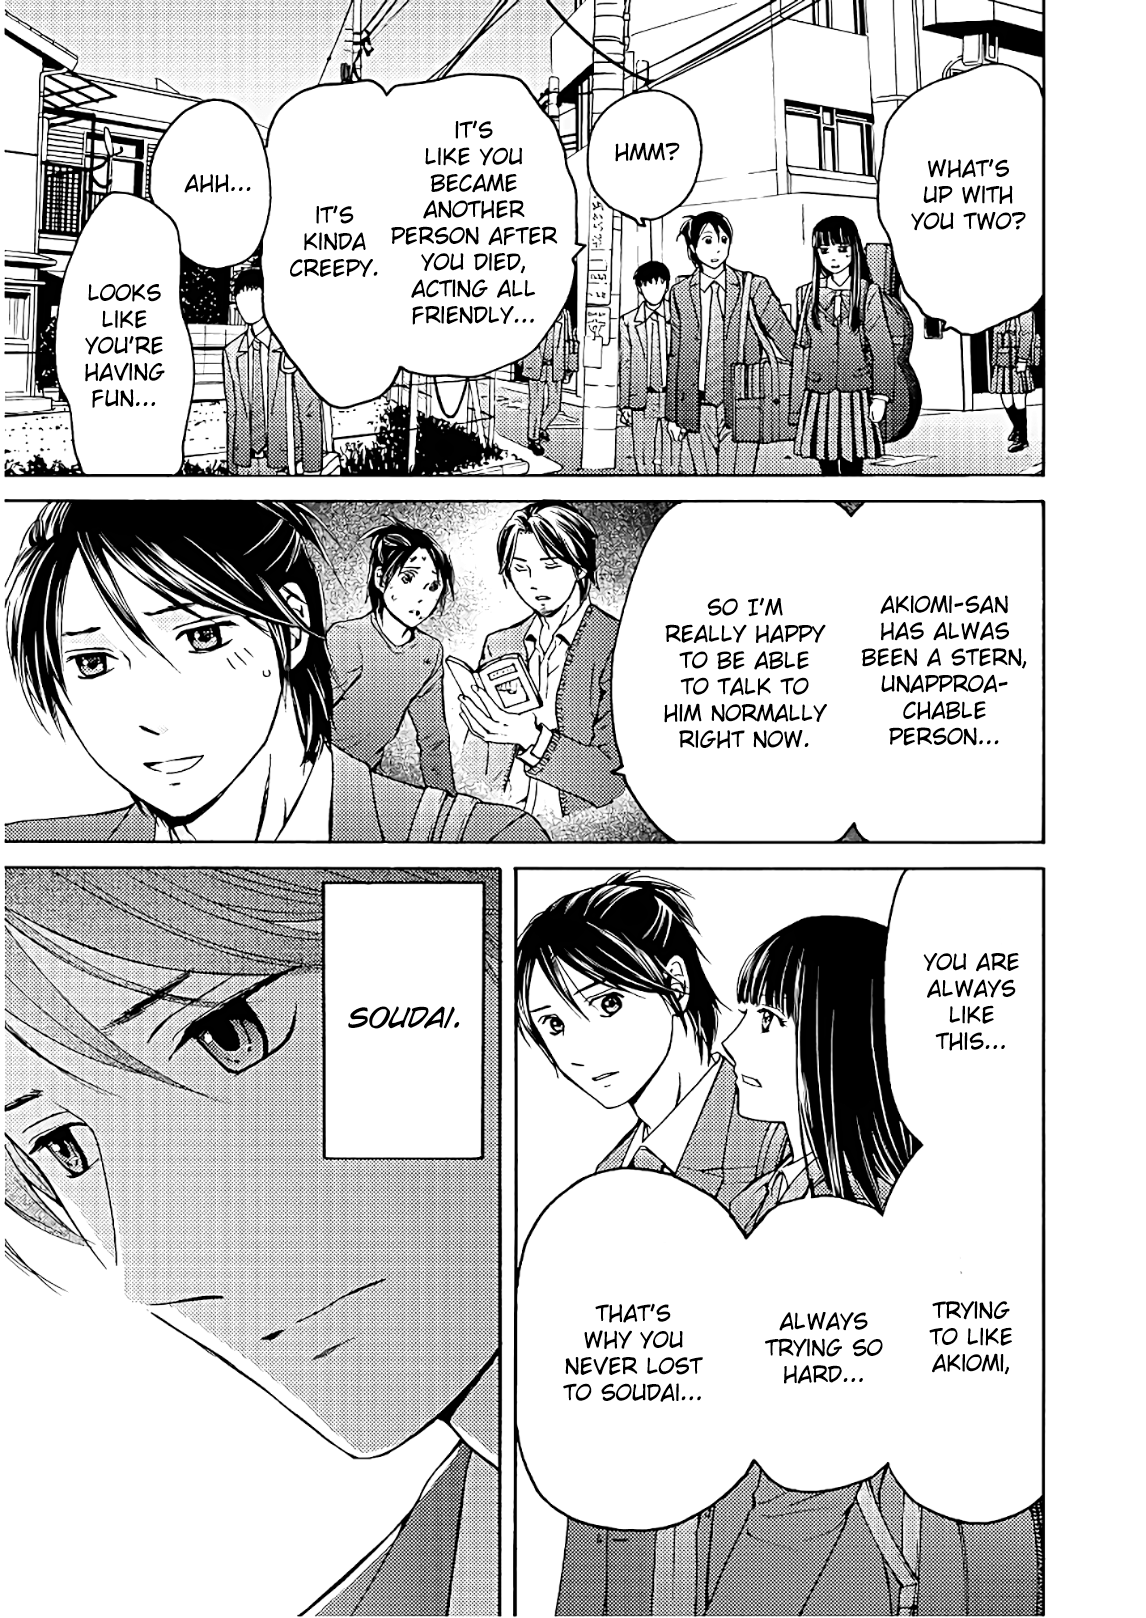 WHAT'S
UP WITH
YOU TWO?
HMM?
IT'S
LIKE YOU
BECAME
ANOTHER
PERSON AFTER
YOU DIED,
ACTING ALL
FRIENDLY...
IT'S
KINDA
CREEPY.
AHH...
LOOKS
LIKE
YOU'RE
HAVING
FUN...
AKIOMI-SAN
HAS ALWAS
BEEN A STERN,
UNAPPROA-
CHABLE
PERSON...
SO I'M
REALLY HAPPY
TO BE ABLE
TO TALK TO
HIM NORMALLY
RIGHT NOW.
YOU ARE
ALWAYS
LIKE
THIS...
TRYING
TO LIKE
AKIOMI,
ALWAYS
TRYING SO
HARD...
THAT'S
WHY YOU
NEVER LOST
TO SOUDAI...
SOUDAI.